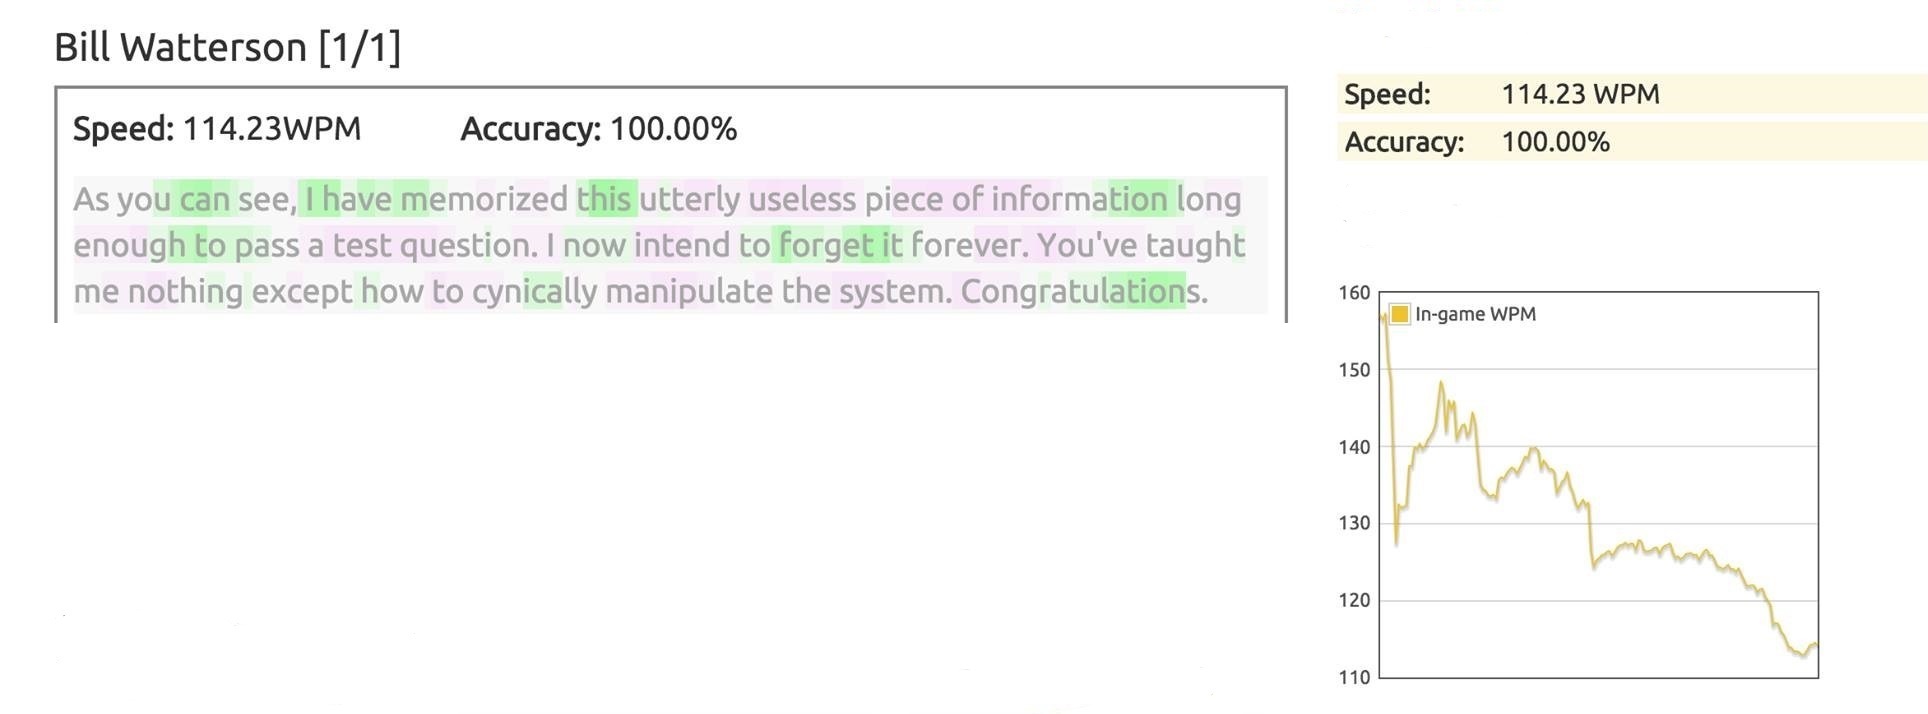 Bill Watterson [1/1]
Speed: 114.23WPM Accuracy: 100.00%
As you can see, I have memorized this utterly useless piece of information long
enough to pass a test question. I now intend to forget it forever. You've taught
me nothing except how to cynically manipulate the system. Congratulations.
Speed: 114.23 WPM
Accuracy: 100.00%
In-game WPM
160
150
140
130
120
110